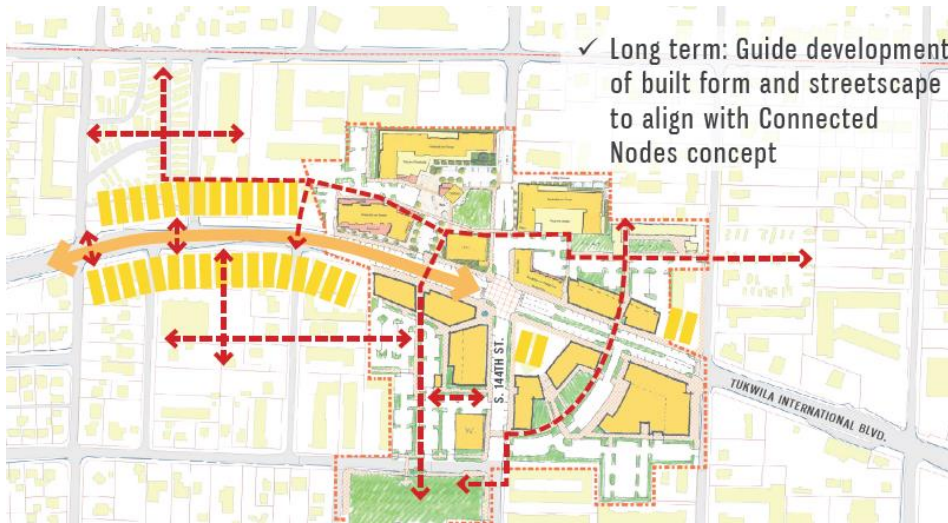 ✓ Long term: Guide development
of built form and streetscape
to align with Connected
Nodes concept
S. 144TH ST.
TUKWILA INTERNATIONAL BLVD.